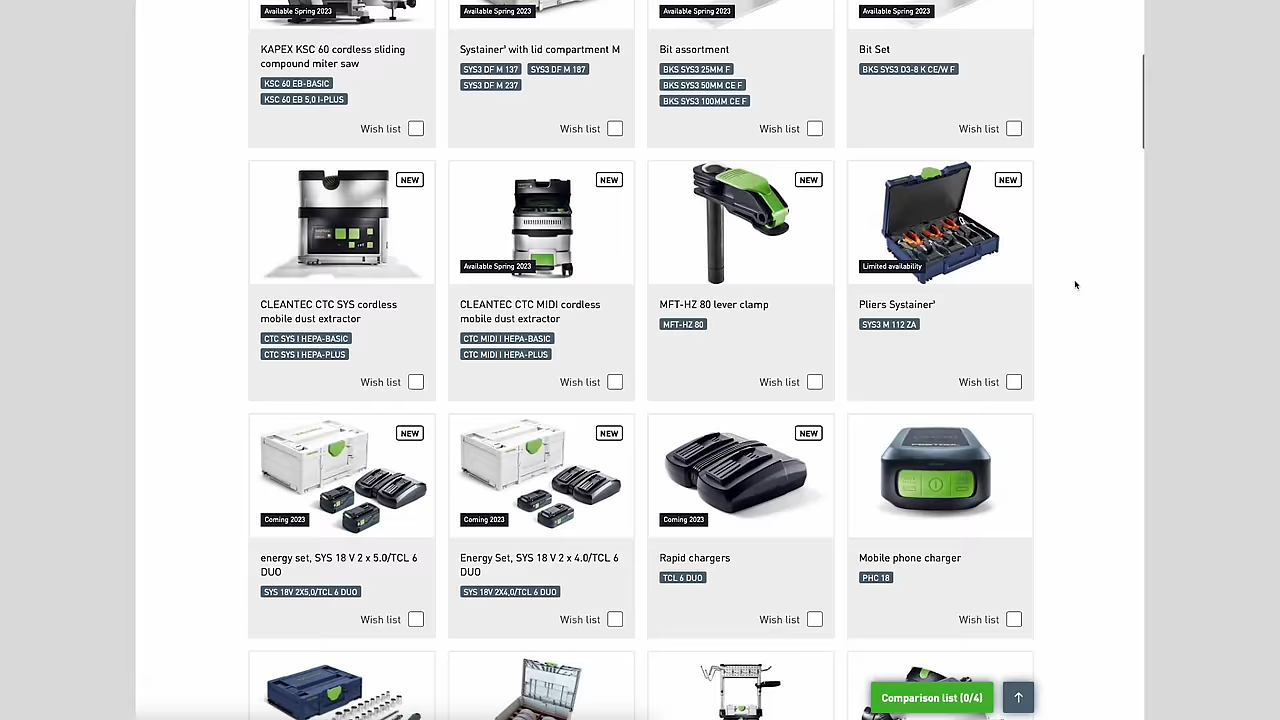 Available Spring 2023
Available Spring 2023
Available Spring 2023
Available Spring 2023
KAPEX KSC 60 cordless sliding
compound miter saw
KSC 60 EB-BASIC
KSC 60 EB 5,0 I-PLUS
Wish list
Systainer³ with lid compartment M
SYS3 DF M 137 SYS3 DF M 187
SYS3 DF M 237
Wish list
Bit assortment
BKS SYS3 25MM F
BKS SYS3 50MM CE F
BKS SYS3 100MM CE F
Wish list
Bit Set
BKS SYS3 D3-8 K CE/W F
Wish list
NEW
CLEANTEC CTC SYS cordless
mobile dust extractor
CTC SYS I HEPA-BASIC
CTC SYS I HEPA-PLUS
Wish list
NEW
Available Spring 2023
CLEANTEC CTC MIDI cordless
mobile dust extractor
CTC MIDI I HEPA-BASIC
CTC MIDI I HEPA-PLUS
Wish list
NEW
MFT-HZ 80 lever clamp
MFT-HZ 80
Wish list
NEW
Limited availability
Pliers Systainer³
SYS3 M 112 ZA
Wish list
NEW
Coming 2023
energy set, SYS 18 V 2 x 5.0/TCL 6
DUO
SYS 18V 2X5,0/TCL 6 DUO
Wish list
NEW
Coming 2023
Energy Set, SYS 18 V 2 x 4.0/TCL 6
DUO
SYS 18V 2X4,0/TCL 6 DUO
Wish list
NEW
Coming 2023
Rapid chargers
TCL 6 DUO
Wish list
Mobile phone charger
PHC 18
Wish list
Comparison list (0/4)